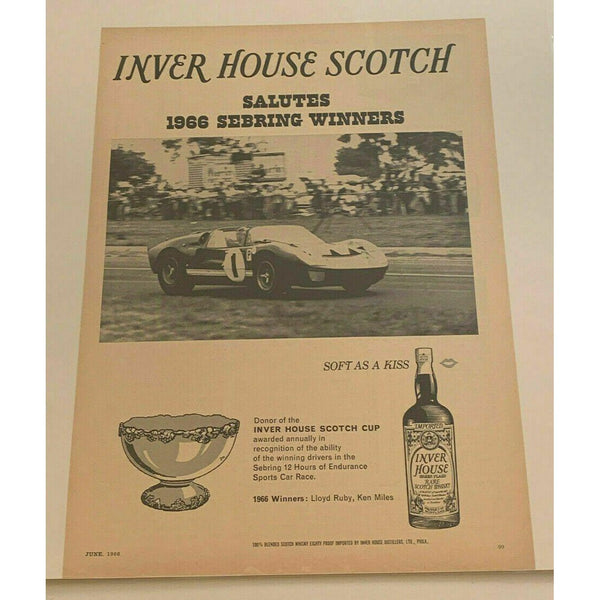 INVER HOUSE SCOTCH
SALUTES
1966 SEBRING WINNERS
1
SOFT AS A KISS
Donor of the
INVER HOUSE SCOTCH CUP
awarded annually in
recognition of the ability
of the winning drivers in the
Sebring 12 Hours of Endurance
Sports Car Race.
1966 Winners: Lloyd Ruby, Ken Miles
IMPORTED
INVER
HOUSE
GREEN PLAID
RARE
SCOTCH WHISKY
100% BLENDED SCOTCH WHISKY EIGHTY PROOF IMPORTED BY INVER HOUSE DISTILLERS, LTD., PHILA.
JUNE, 1966